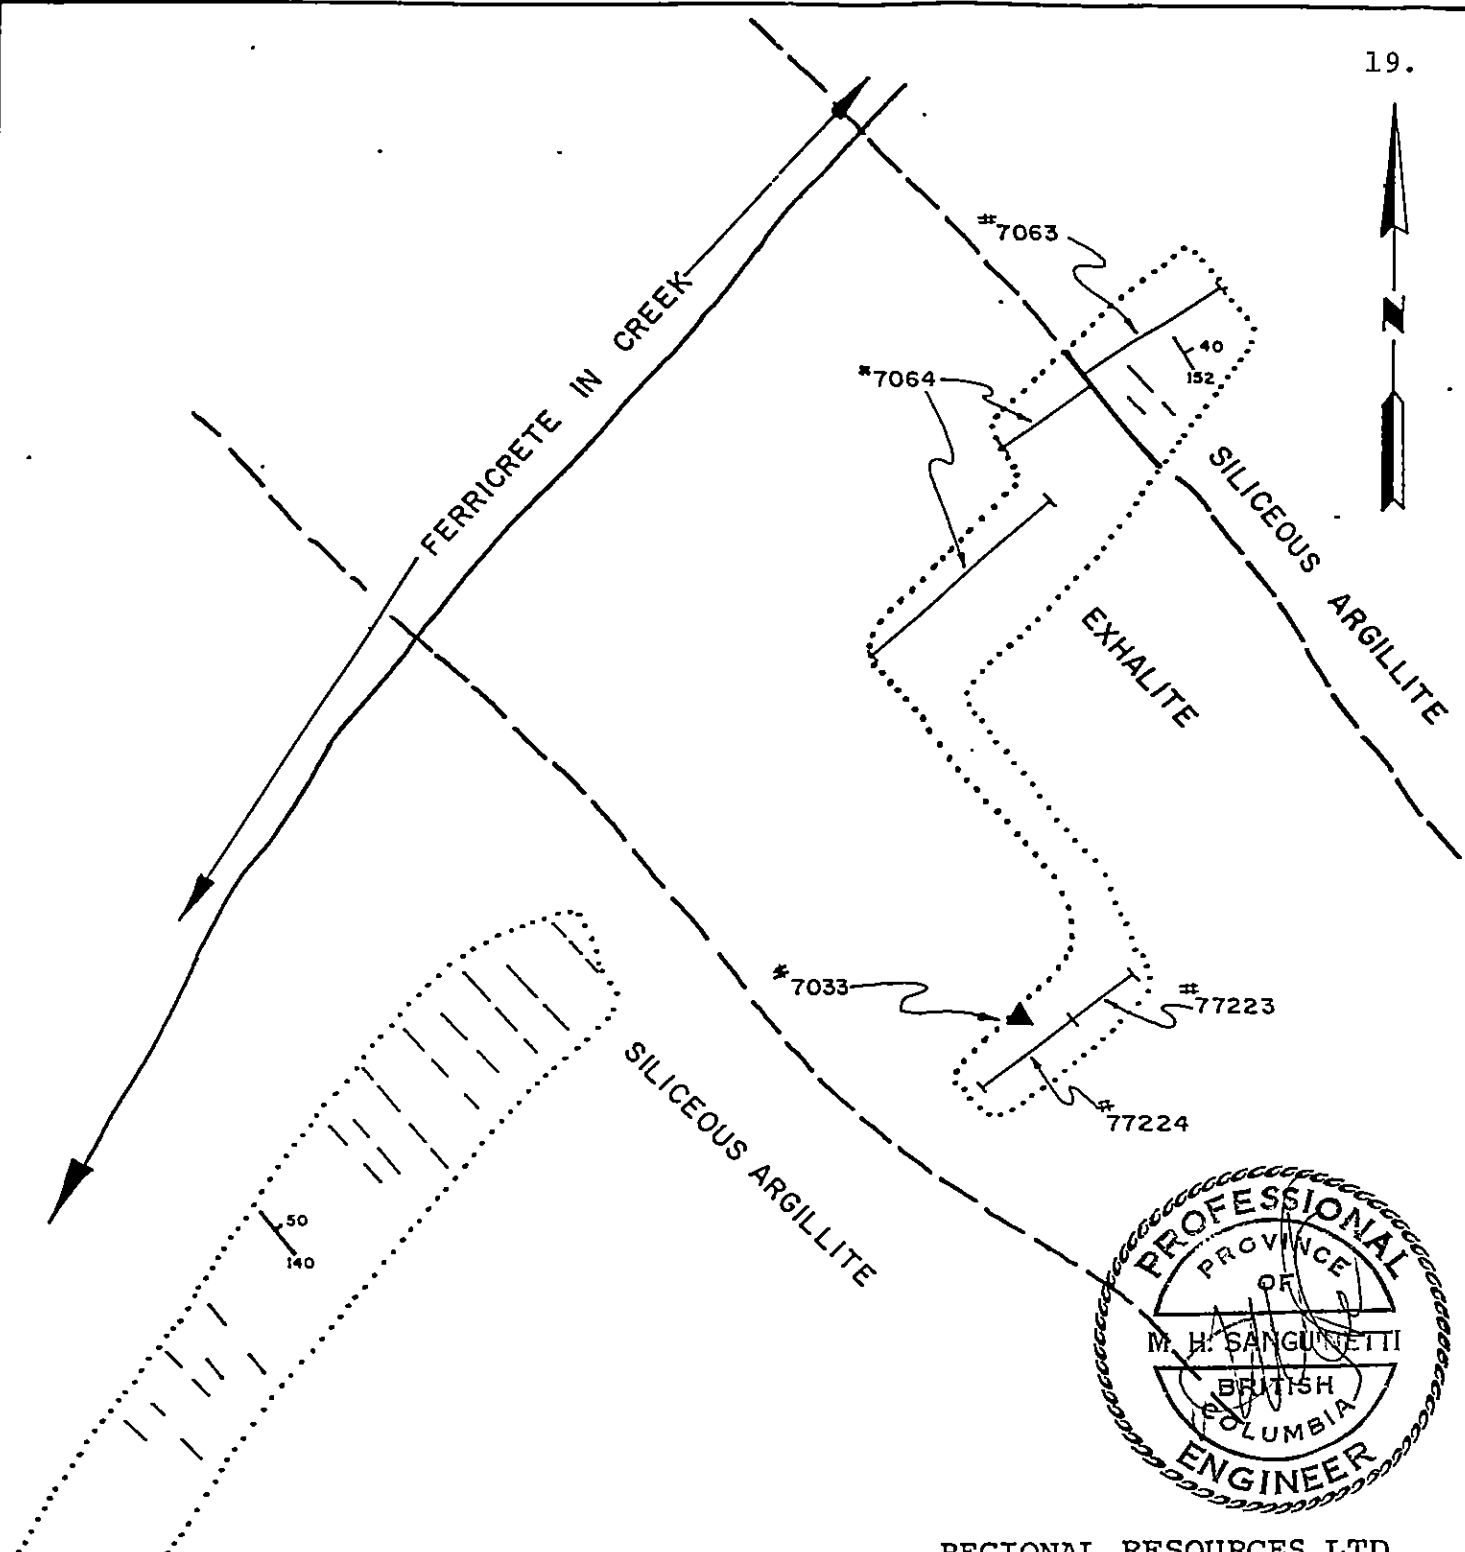 19.
#7063
N
FERRICRETE IN CREEK
40
152
#7064
SILICEOUS ARGILLITE
EXHALITE
#7033
#77223
#77224
SILICEOUS ARGILLITE
50
140
PROFESSIONAL
PROVINCE
OF
M. H. SANGUINETTI
BRITISH
COLUMBIA
ENGINEER
REGIONAL RESOURCES LTD